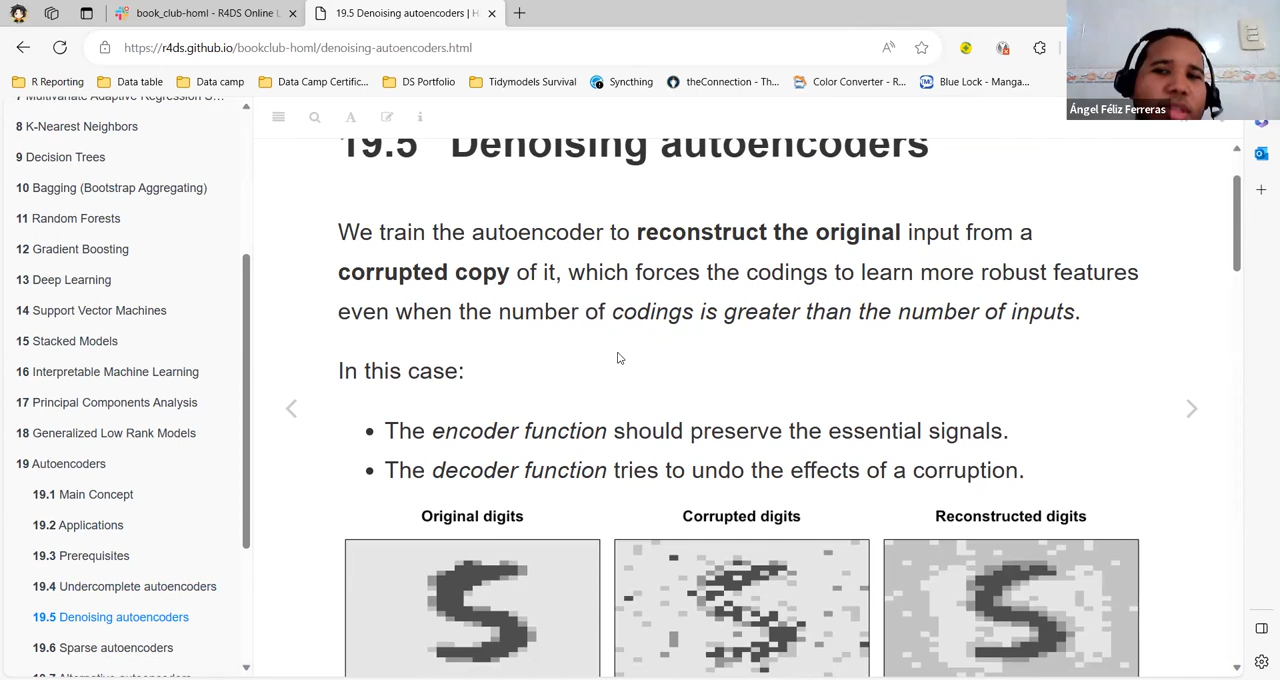 book_club-homl - R4DS Online L
19.5 Denoising autoencoders | H
https://r4ds.github.io/bookclub-homl/denoising-autoencoders.html
R Reporting
Data table
Data camp
Data Camp Certific...
DS Portfolio
Tidymodels Survival
Syncthing
theConnection - Th...
Color Converter - R...
Blue Lock - Manga...
Ángel Féliz Ferreras
7 Multivariate Adaptive Regression S...
8 K-Nearest Neighbors
9 Decision Trees
10 Bagging (Bootstrap Aggregating)
11 Random Forests
12 Gradient Boosting
13 Deep Learning
14 Support Vector Machines
15 Stacked Models
16 Interpretable Machine Learning
17 Principal Components Analysis
18 Generalized Low Rank Models
19 Autoencoders
19.1 Main Concept
19.2 Applications
19.3 Prerequisites
19.4 Undercomplete autoencoders
19.5 Denoising autoencoders
19.6 Sparse autoencoders
19.5 Denoising autoencoders
We train the autoencoder to reconstruct the original input from a
corrupted copy of it, which forces the codings to learn more robust features
even when the number of codings is greater than the number of inputs.
In this case:
• The encoder function should preserve the essential signals.
• The decoder function tries to undo the effects of a corruption.
Original digits
Corrupted digits
Reconstructed digits